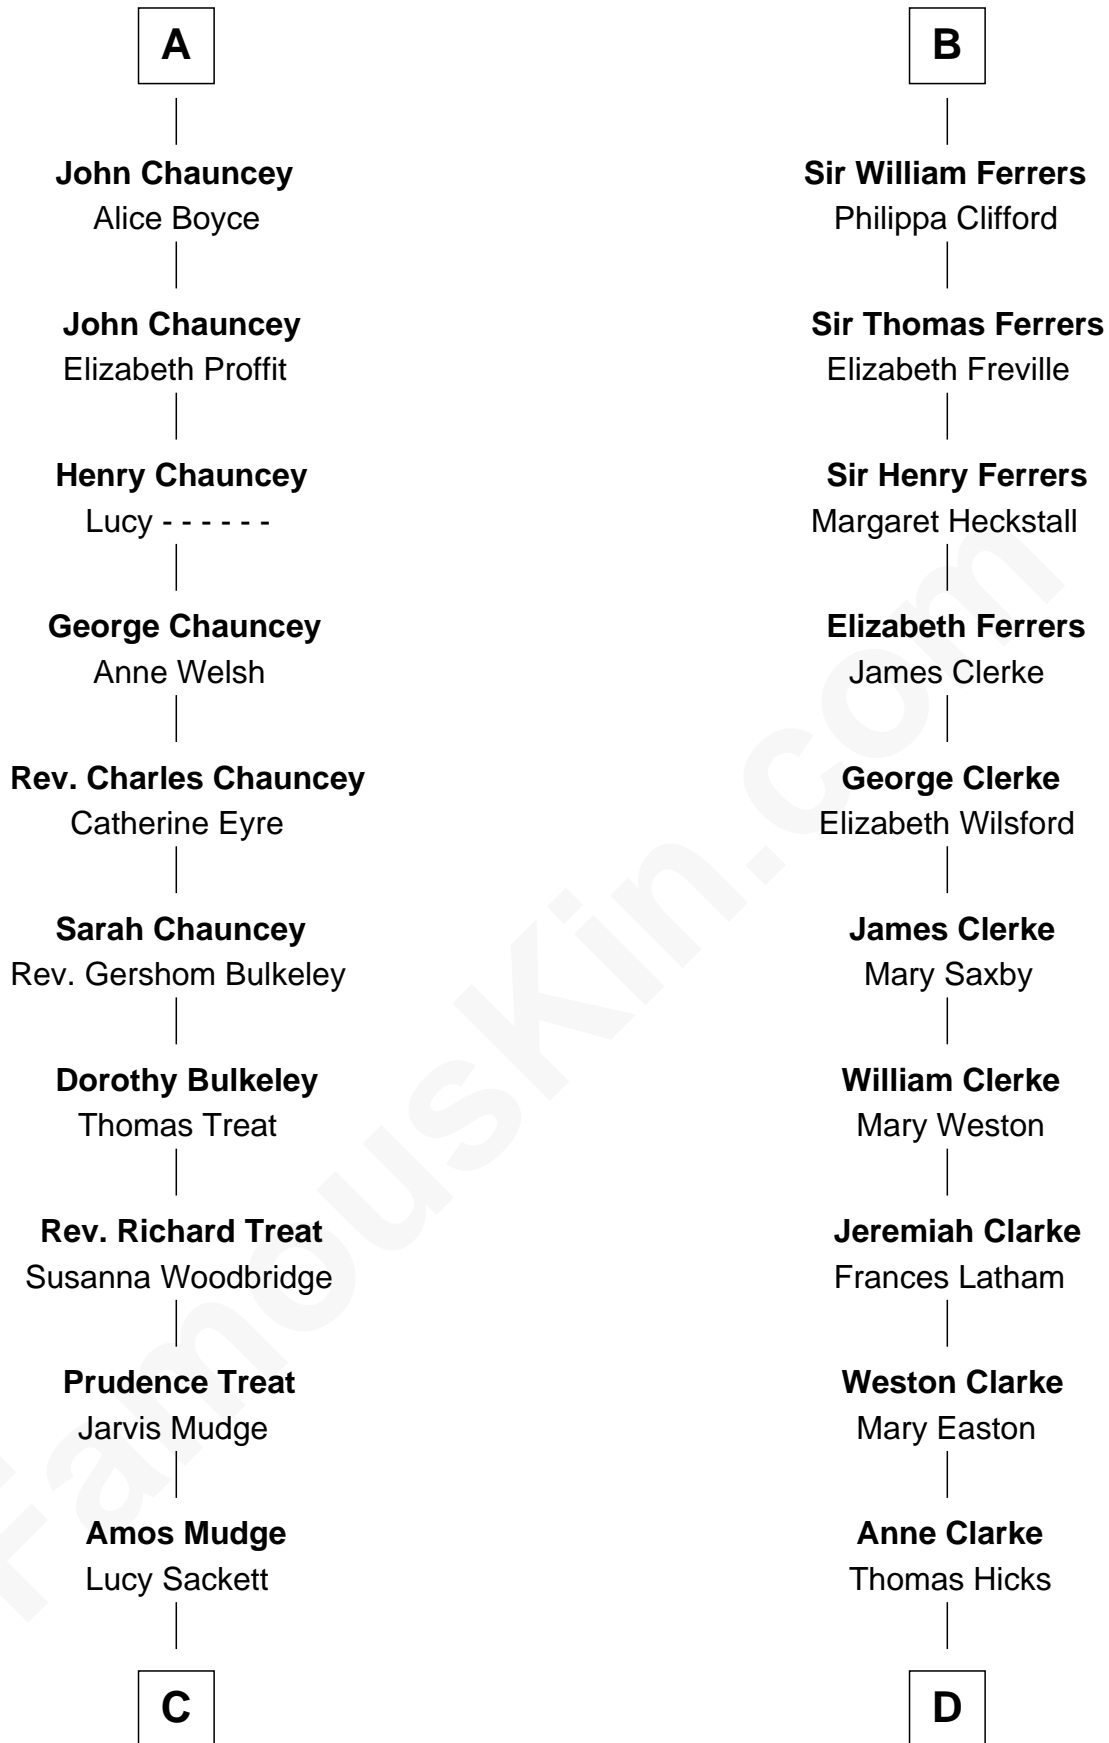 A
John Chauncey
Alice Boyce
John Chauncey
Elizabeth Proffit
Henry Chauncey
Lucy - - - - - -
George Chauncey
Anne Welsh
Rev. Charles Chauncey
Catherine Eyre
Sarah Chauncey
Rev. Gershom Bulkeley
Dorothy Bulkeley
Thomas Treat
Rev. Richard Treat
Susanna Woodbridge
Prudence Treat
Jarvis Mudge
Amos Mudge
Lucy Sackett
C
B
Sir William Ferrers
Philippa Clifford
Sir Thomas Ferrers
Elizabeth Freville
Sir Henry Ferrers
Margaret Heckstall
Elizabeth Ferrers
James Clerke
George Clerke
Elizabeth Wilsford
James Clerke
Mary Saxby
William Clerke
Mary Weston
Jeremiah Clarke
Frances Latham
Weston Clarke
Mary Easton
Anne Clarke
Thomas Hicks
D
FamousKin.com